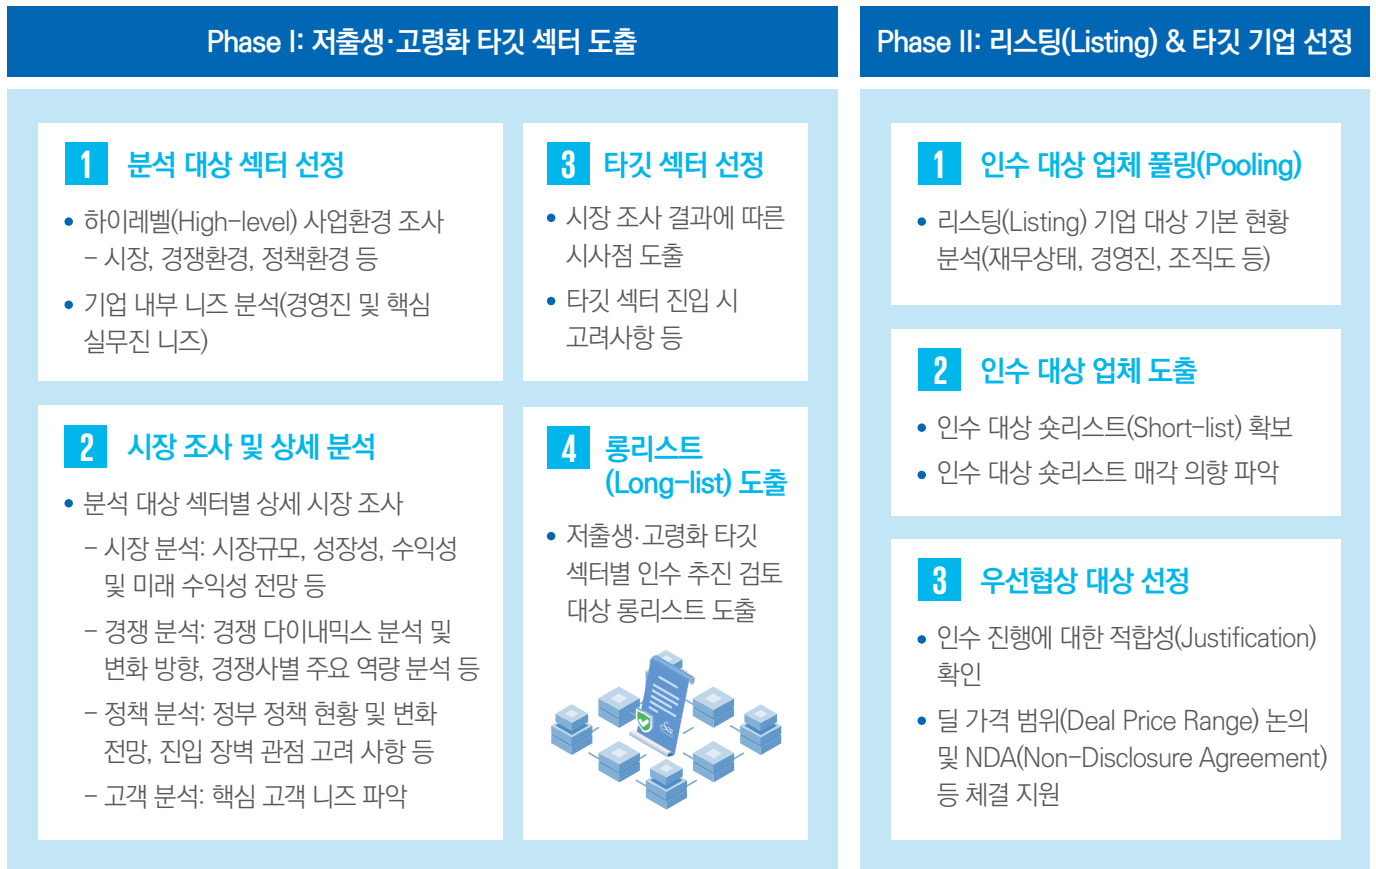 Phase I: 저출생·고령화 타깃 섹터 도출
1 분석 대상 섹터 선정
• 하이레벨(High-level) 사업환경 조사
- 시장, 경쟁환경, 정책환경 등
• 기업 내부 니즈 분석(경영진 및 핵심
실무진 니즈)
2 시장 조사 및 상세 분석
• 분석 대상 섹터별 상세 시장 조사
- 시장 분석: 시장규모, 성장성, 수익성
및 미래 수익성 전망 등
- 경쟁 분석: 경쟁 다이내믹스 분석 및
변화 방향, 경쟁사별 주요 역량 분석 등
- 정책 분석: 정부 정책 현황 및 변화
전망, 진입 장벽 관점 고려 사항 등
- 고객 분석: 핵심 고객 니즈 파악
3 타깃 섹터 선정
• 시장 조사 결과에 따른
시사점 도출
• 타깃 섹터 진입 시
고려사항 등
4 롱리스트
(Long-list) 도출
• 저출생·고령화 타깃
섹터별 인수 추진 검토
대상 롱리스트 도출
Phase II: 리스팅(Listing) & 타깃 기업 선정
1 인수 대상 업체 풀링(Pooling)
• 리스팅(Listing) 기업 대상 기본 현황
분석(재무상태, 경영진, 조직도 등)
2 인수 대상 업체 도출
• 인수 대상 숏리스트(Short-list) 확보
• 인수 대상 숏리스트 매각 의향 파악
3 우선협상 대상 선정
• 인수 진행에 대한 적합성(Justification)
확인
• 딜 가격 범위(Deal Price Range) 논의
및 NDA(Non-Disclosure Agreement)
등 체결 지원